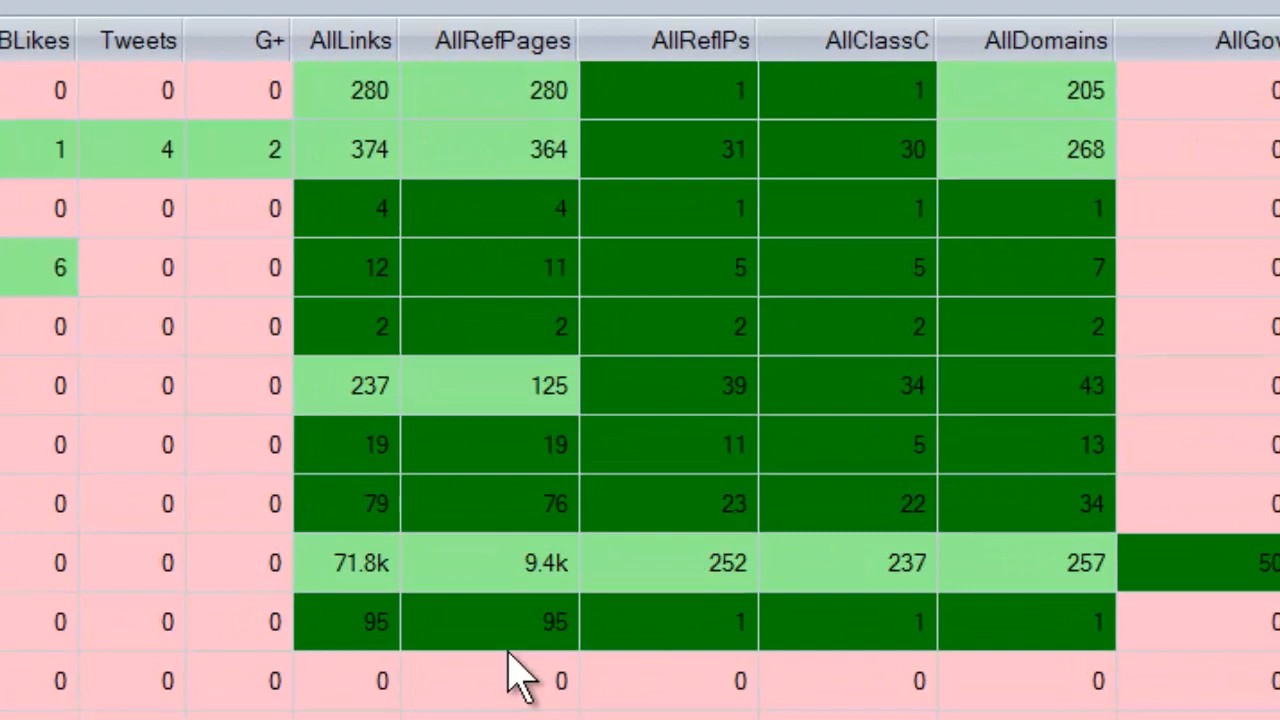 BLikes Tweets G+ AllLinks AllRefPages AllRefIPs AllClassC AllDomains AllGov
0 0 0 280 280 1 1 205 0
1 4 2 374 364 31 30 268 0
0 0 0 4 4 1 1 1 0
6 0 0 12 11 5 5 7 0
0 0 0 2 2 2 2 2 0
0 0 0 237 125 39 34 43 0
0 0 0 19 19 11 5 13 0
0 0 0 79 76 23 22 34 0
0 0 0 71.8k 9.4k 252 237 257 50
0 0 0 95 95 1 1 1 0
0 0 0 0 0 0 0 0 0